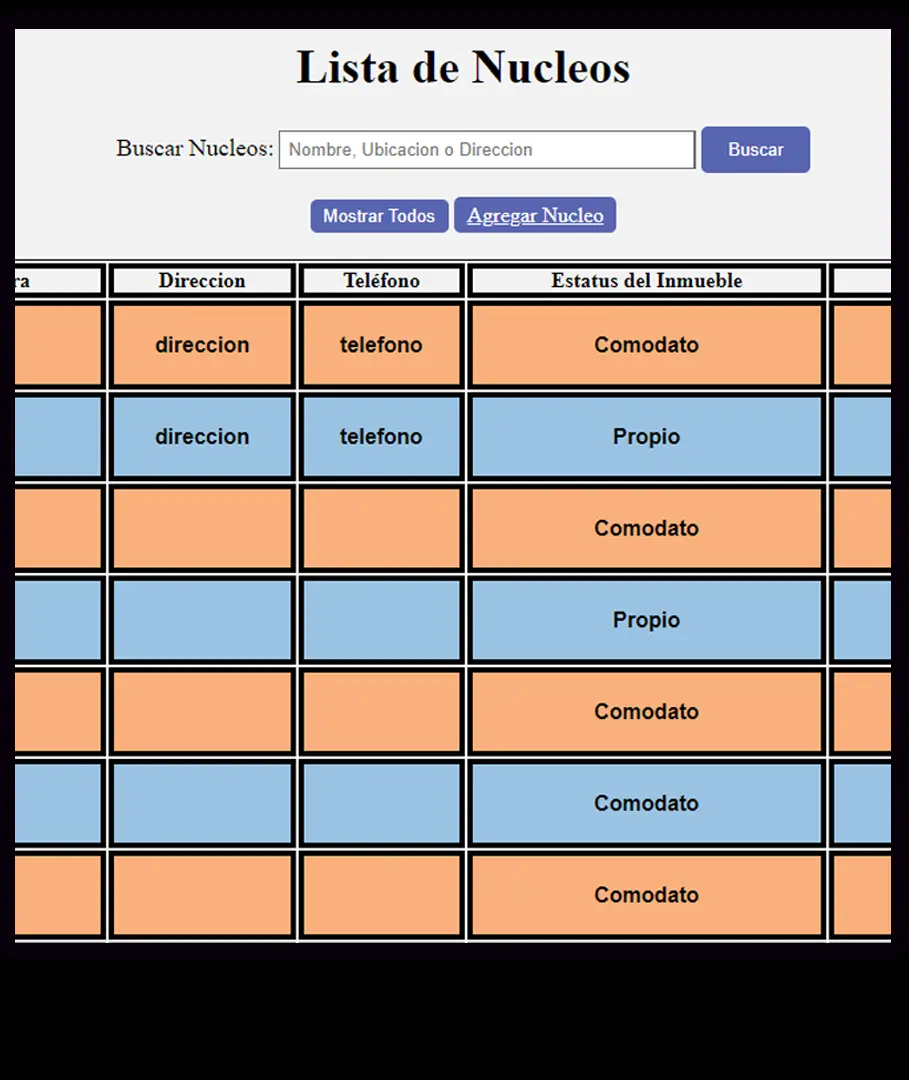 Lista de Nucleos
Buscar Nucleos: Nombre, Ubicacion o Direccion Buscar
Mostrar Todos Agregar Nucleo
ra Direccion Teléfono Estatus del Inmueble
direccion telefono Comodato
direccion telefono Propio
Comodato
Propio
Comodato
Comodato
Comodato